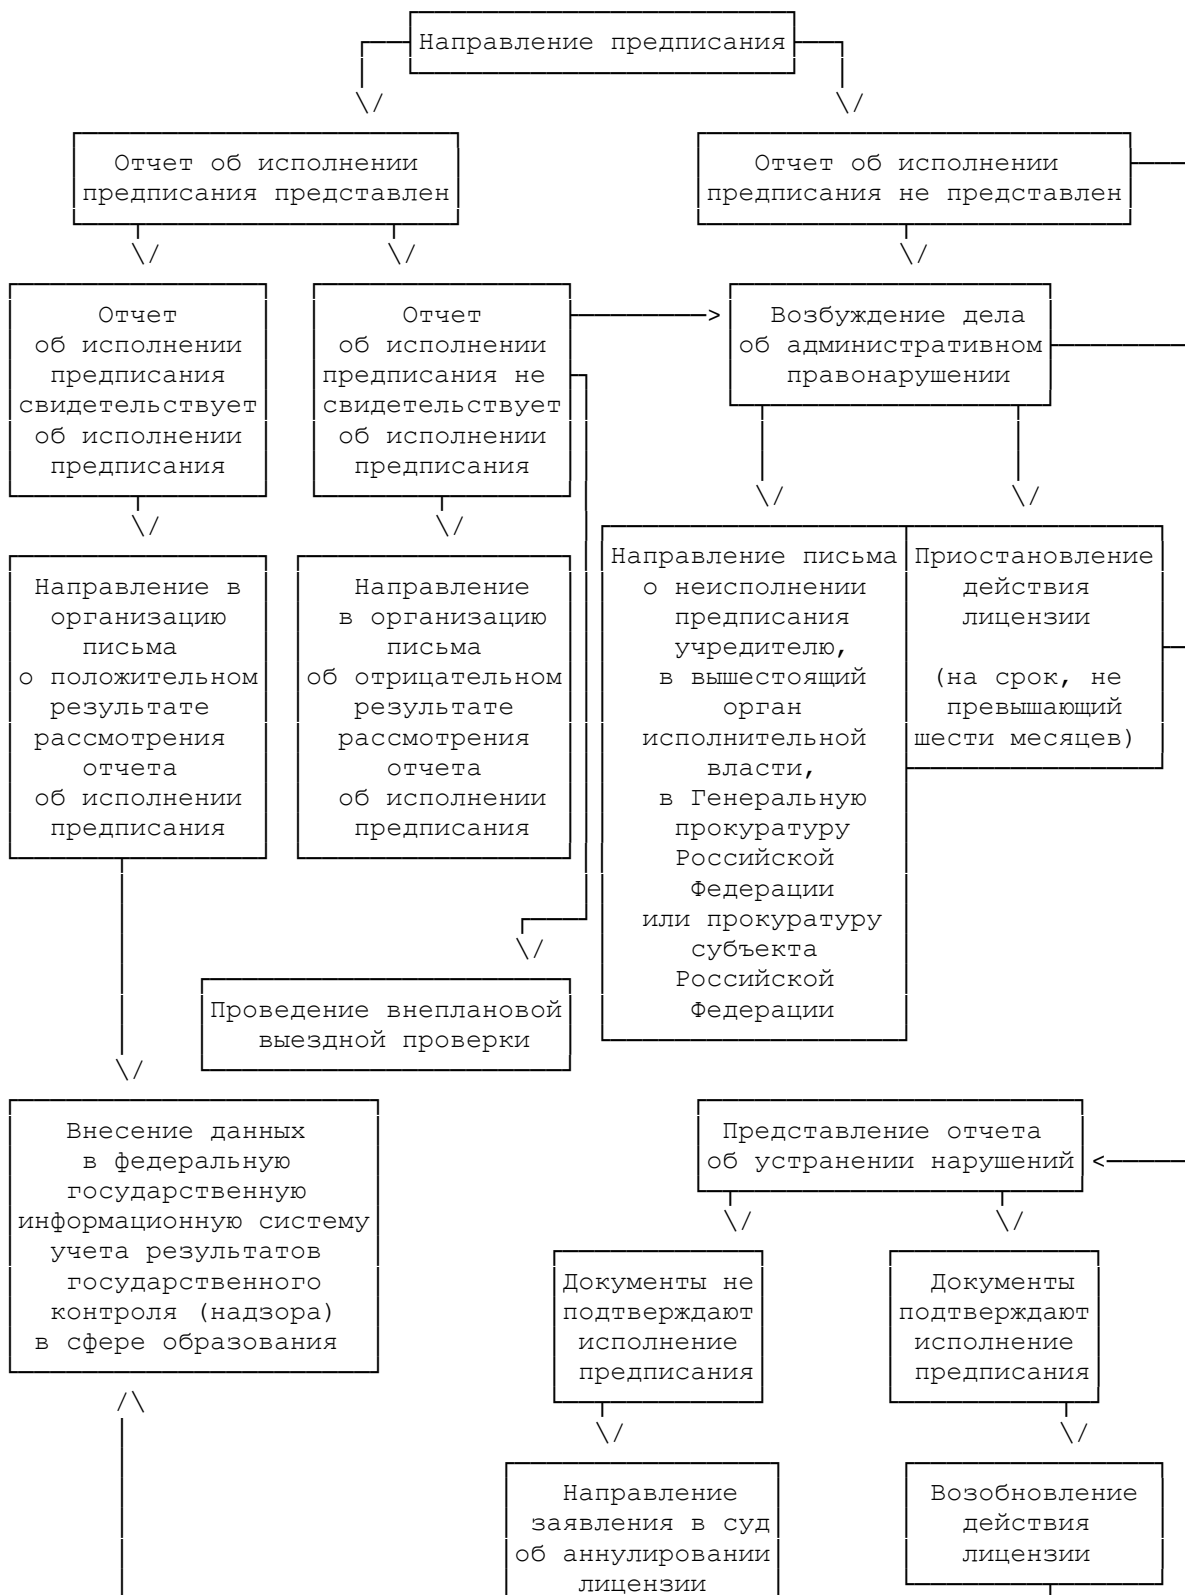 Направление предписания
Отчет об исполнении
предписания представлен
Отчет об исполнении
предписания не представлен
Отчет
об исполнении
предписания
свидетельствует
об исполнении
предписания
Отчет
об исполнении
предписания не
свидетельствует
об исполнении
предписания
Возбуждение дела
об административном
правонарушении
Направление в
организацию
письма
о положительном
результате
рассмотрения
отчета
об исполнении
предписания
Направление
в организацию
письма
об отрицательном
результате
рассмотрения
отчета
об исполнении
предписания
Направление письма
о неисполнении
предписания
учредителю,
в вышестоящий
орган
исполнительной
власти,
в Генеральную
прокуратуру
Российской
Федерации
или прокуратуру
субъекта
Российской
Федерации
Приостановление
действия
лицензии
(на срок, не
превышающий
шести месяцев)
Проведение внеплановой
выездной проверки
Внесение данных
в федеральную
государственную
информационную систему
учета результатов
государственного
контроля (надзора)
в сфере образования
Представление отчета
об устранении нарушений
Документы не
подтверждают
исполнение
предписания
Документы
подтверждают
исполнение
предписания
Направление
заявления в суд
об аннулировании
лицензии
Возобновление
действия
лицензии